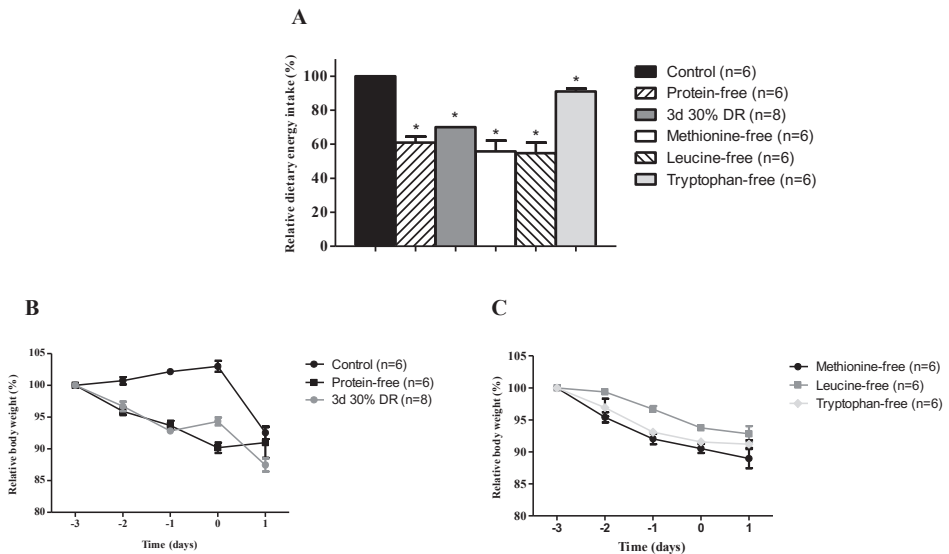 A
Relative dietary energy intake (%)
100
80
60
40
20
0
*
*
*
*
*
Control (n=6)
Protein-free (n=6)
3d 30% DR (n=8)
Methionine-free (n=6)
Leucine-free (n=6)
Tryptophan-free (n=6)
B
Relative body weight (%)
105
100
95
90
85
80
-3
-2
-1
0
1
Time (days)
Control (n=6)
Protein-free (n=6)
3d 30% DR (n=8)
C
Relative body weight (%)
105
100
95
90
85
80
-3
-2
-1
0
1
Time (days)
Methionine-free (n=6)
Leucine-free (n=6)
Tryptophan-free (n=6)